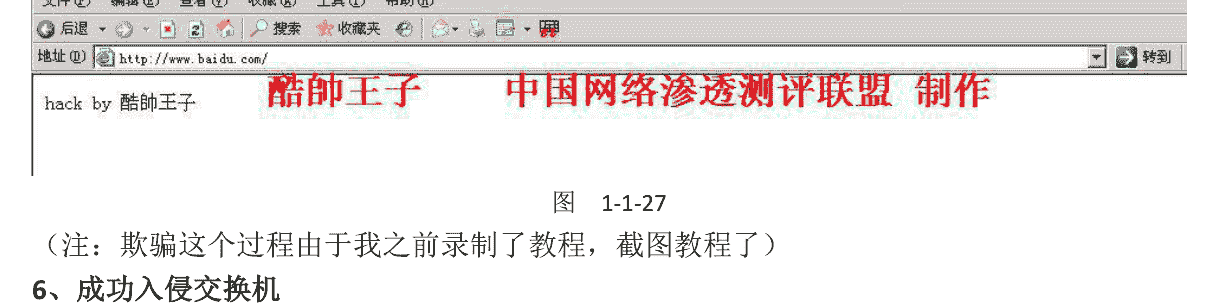 文件(F) 编辑(E) 查看(V) 收藏(A) 工具(T) 帮助(H)
后退 搜索 收藏夹
地址(D) http://www.baidu.com/ 转到
hack by 酷帥王子 酷帥王子 中国网络渗透测评联盟 制作
图 1-1-27
（注：欺骗这个过程由于我之前录制了教程，截图教程了）
6、成功入侵交换机